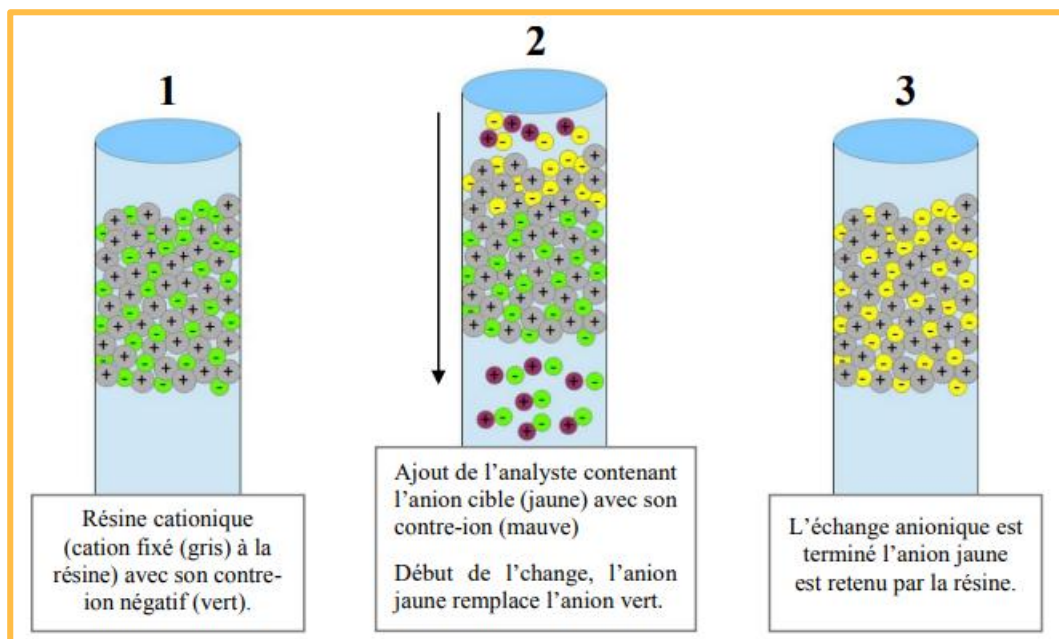 1
2
3
Résine cationique
(cation fixé (gris) à la
résine) avec son contre-
ion négatif (vert).
Ajout de l'analyste contenant
l'anion cible (jaune) avec son
contre-ion (mauve)
Début de l'change, l'anion
jaune remplace l'anion vert.
L'échange anionique est
terminé l'anion jaune
est retenu par la résine.